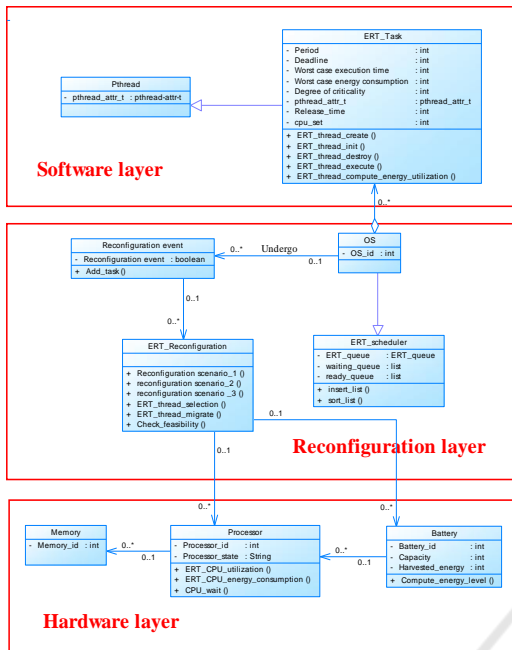 ERT_Task
- Period : int
- Deadline : int
- Worst case execution time : int
- Worst case energy consumption : int
- Degree of criticality : int
- pthread_attr_t : pthread_attr_t
- Release_time : int
- cpu_set : int
+ ERT_thread_create ()
+ ERT_thread_init ()
+ ERT_thread_destroy ()
+ ERT_thread_execute ()
+ ERT_thread_compute_energy_utilization ()
Pthread
- pthread_attr_t : pthread-attr-t
Software layer
0..*
Reconfiguration event
- Reconfiguration event : boolean
+ Add_task()
0..*
Undergo
0..1
OS
- OS_id : int
0..1
0..*
ERT_Reconfiguration
+ Reconfiguration scenario_1 ()
+ reconfiguration scenario_2 ()
+ reconfiguration scenario _3 ()
+ ERT_thread_selection ()
+ ERT_thread_migrate ()
+ Check_feasibility ()
ERT_scheduler
- ERT_queue : ERT_queue
- waiting_queue : list
- ready_queue : list
+ insert_list ()
+ sort_list ()
0..1
0..1
Reconfiguration layer
0..*
0..*
Memory
- Memory_id : int
0..*
0..1
Processor
- Processor_id : int
- Processor_state : String
+ ERT_CPU_utilization ()
+ ERT_CPU_energy_consumption ()
+ CPU_wait ()
0..*
0..1
Battery
- Battery_id : int
- Capacity : int
- Harvested_energy : int
+ Compute_energy_level ()
Hardware layer